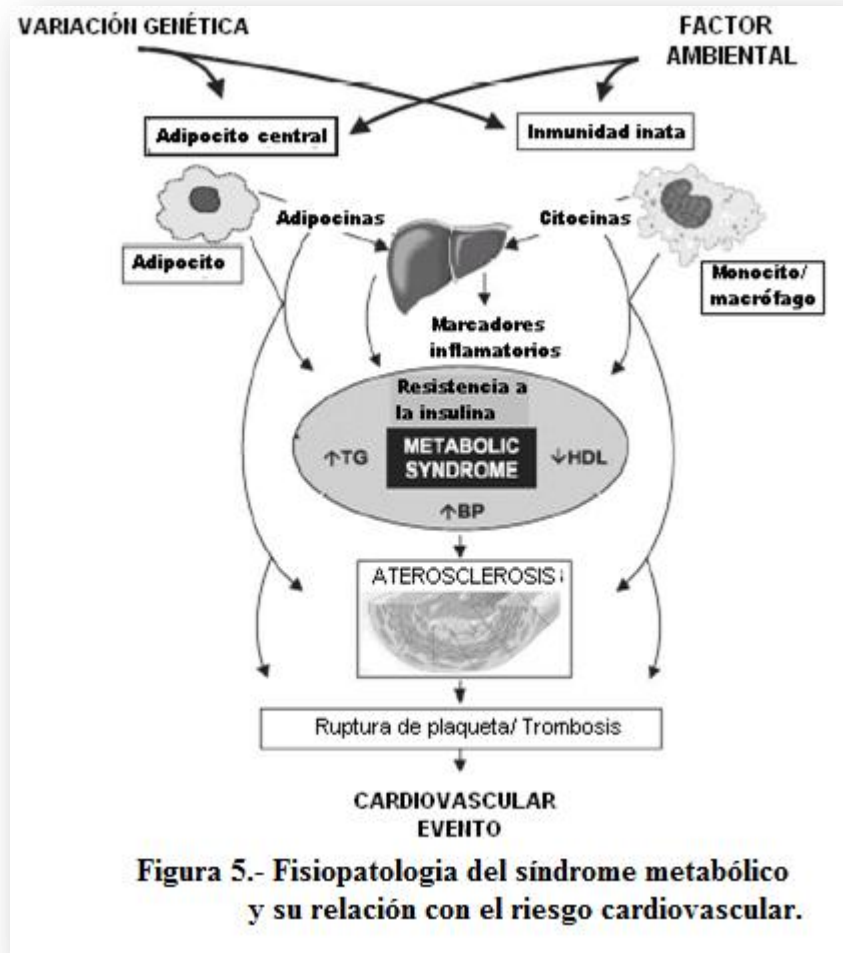 VARIACIÓN GENÉTICA
FACTOR
AMBIENTAL
Adipocito central
Inmunidad inata
Adipocinas
Citocinas
Adipocito
Monocito/
macrófago
Marcadores
inflamatorios
Resistencia a
la insulina
↑TG
METABOLIC
SYNDROME
↓HDL
↑BP
ATEROSCLEROSIS
Ruptura de plaqueta/ Trombosis
CARDIOVASCULAR
EVENTO
Figura 5.- Fisiopatologia del síndrome metabólico
y su relación con el riesgo cardiovascular.